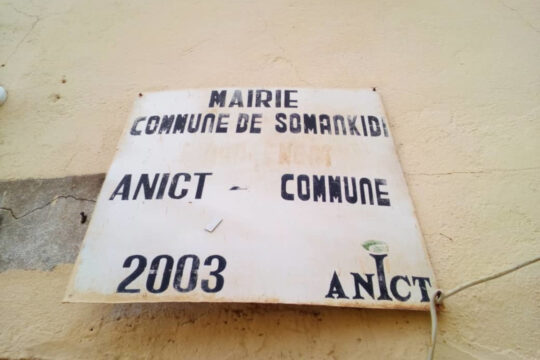 MAIRIE
COMMUNE DE SOMANKIDI
ANICT - COMMUNE
2003
ANICT